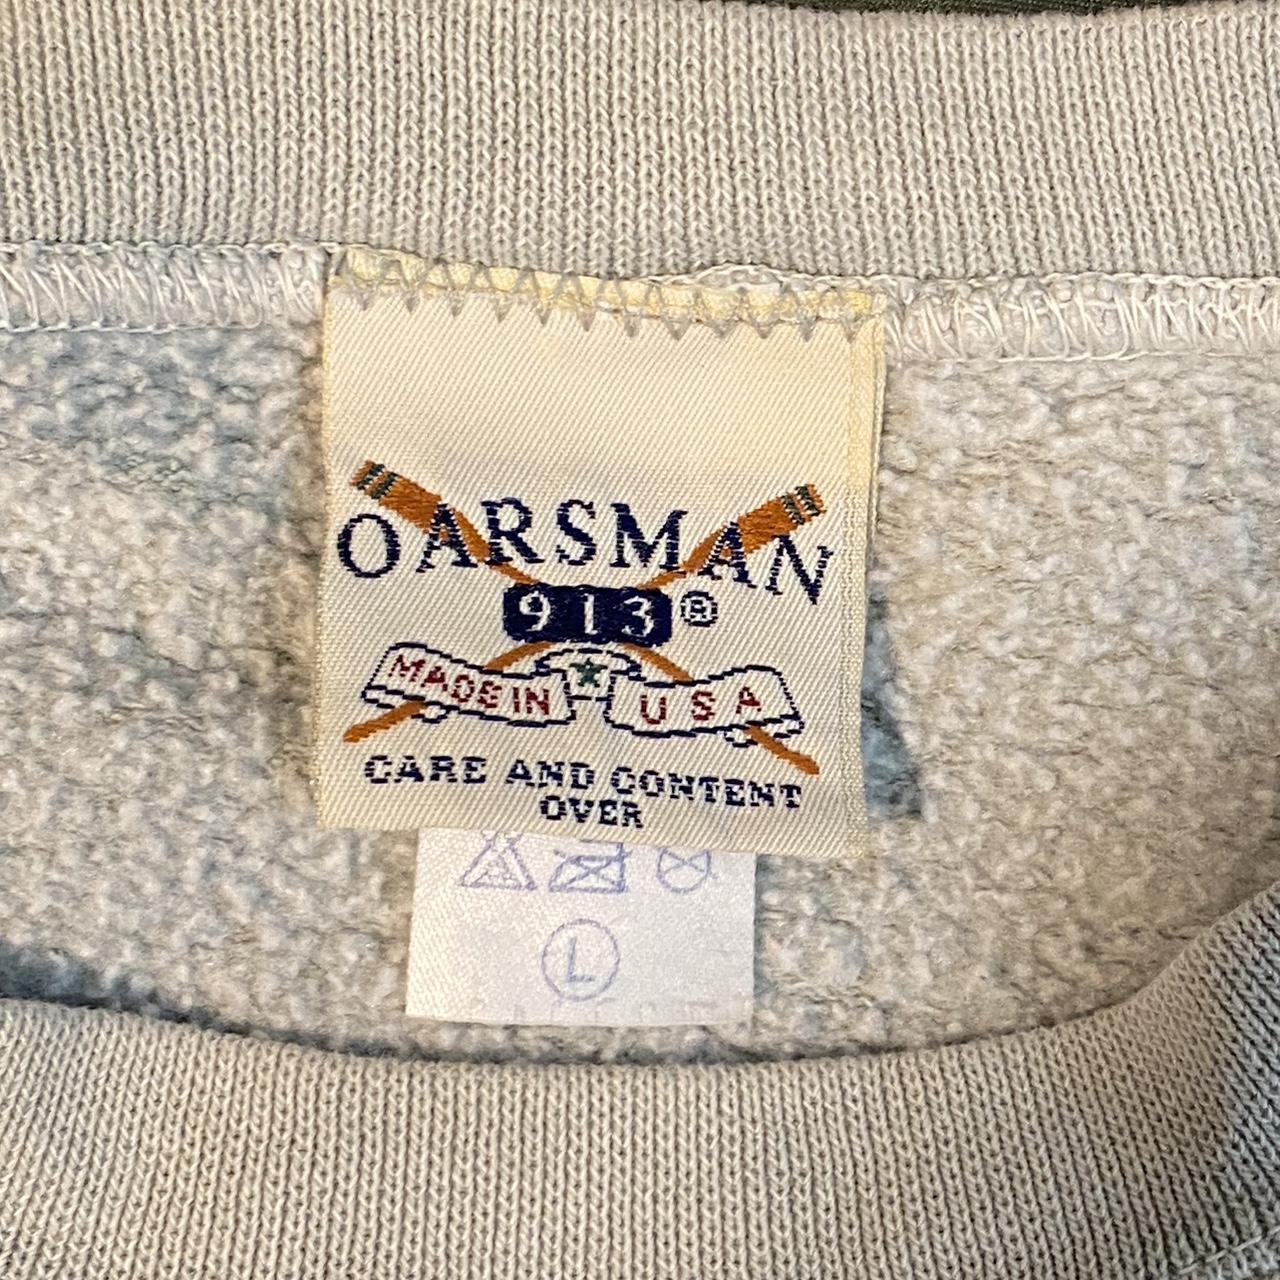 OARSMAN
913®
MADE IN USA
CARE AND CONTENT
OVER
L